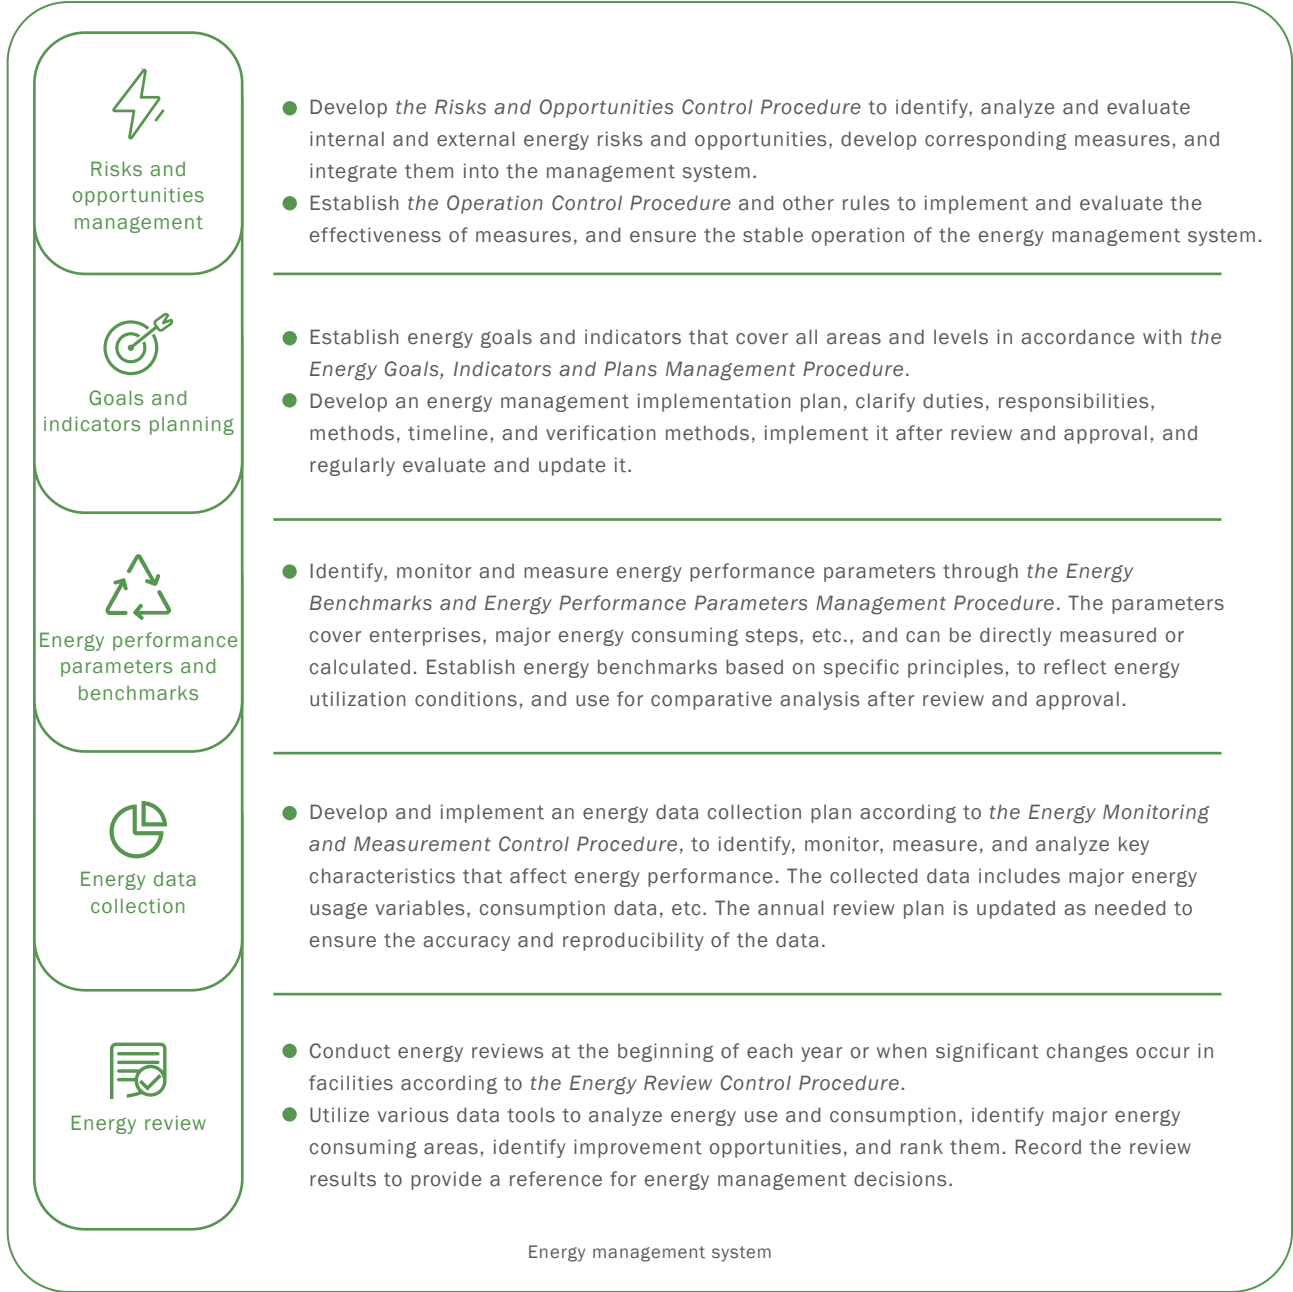 Risks and
opportunities
management
Develop the Risks and Opportunities Control Procedure to identify, analyze and evaluate
internal and external energy risks and opportunities, develop corresponding measures, and
integrate them into the management system.
Establish the Operation Control Procedure and other rules to implement and evaluate the
effectiveness of measures, and ensure the stable operation of the energy management system.
Goals and
indicators planning
Establish energy goals and indicators that cover all areas and levels in accordance with the
Energy Goals, Indicators and Plans Management Procedure.
Develop an energy management implementation plan, clarify duties, responsibilities,
methods, timeline, and verification methods, implement it after review and approval, and
regularly evaluate and update it.
Energy performance
parameters and
benchmarks
Identify, monitor and measure energy performance parameters through the Energy
Benchmarks and Energy Performance Parameters Management Procedure. The parameters
cover enterprises, major energy consuming steps, etc., and can be directly measured or
calculated. Establish energy benchmarks based on specific principles, to reflect energy
utilization conditions, and use for comparative analysis after review and approval.
Energy data
collection
Develop and implement an energy data collection plan according to the Energy Monitoring
and Measurement Control Procedure, to identify, monitor, measure, and analyze key
characteristics that affect energy performance. The collected data includes major energy
usage variables, consumption data, etc. The annual review plan is updated as needed to
ensure the accuracy and reproducibility of the data.
Energy review
Conduct energy reviews at the beginning of each year or when significant changes occur in
facilities according to the Energy Review Control Procedure.
Utilize various data tools to analyze energy use and consumption, identify major energy
consuming areas, identify improvement opportunities, and rank them. Record the review
results to provide a reference for energy management decisions.
Energy management system